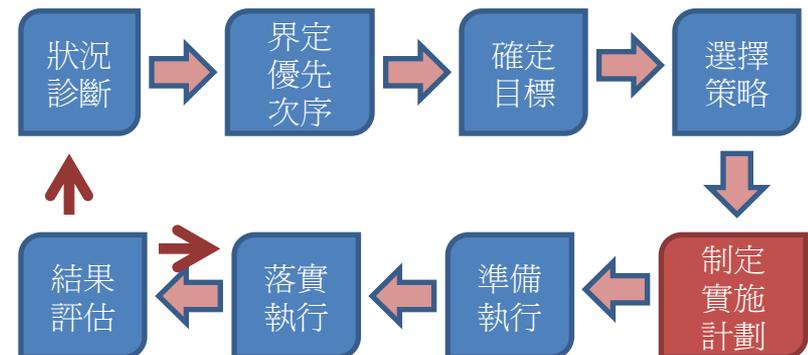 狀況
診斷
界定
優先
次序
確定
目標
選擇
策略
結果
評估
落實
執行
準備
執行
制定
實施
計劃